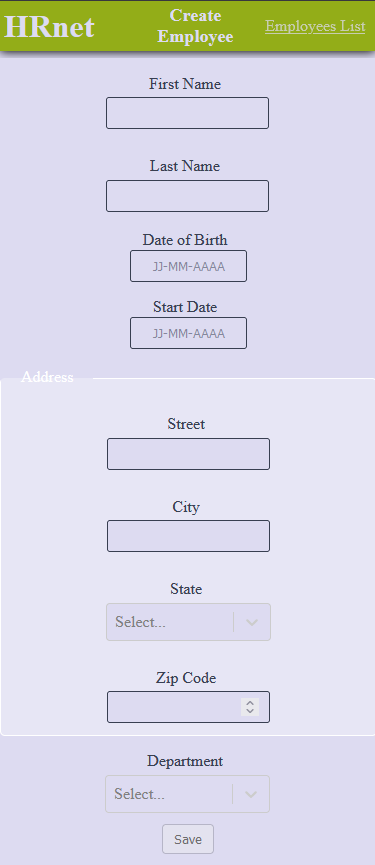 HRnet
Create
Employee
Employees List
First Name
Last Name
Date of Birth
JJ-MM-AAAA
Start Date
JJ-MM-AAAA
Address
Street
City
State
Select...
Zip Code
Department
Select...
Save